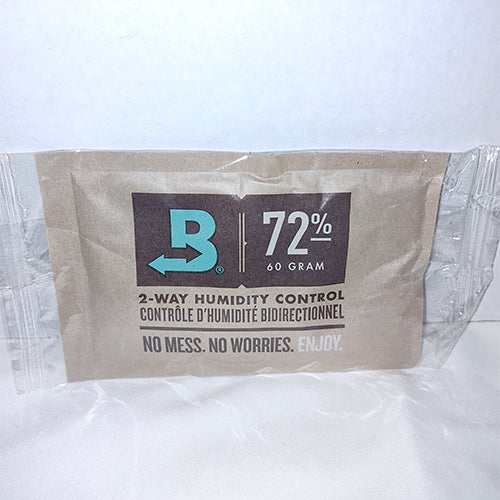 B®
72%
60 GRAM
2-WAY HUMIDITY CONTROL
CONTRÔLE D'HUMIDITÉ BIDIRECTIONNEL
NO MESS. NO WORRIES. ENJOY.